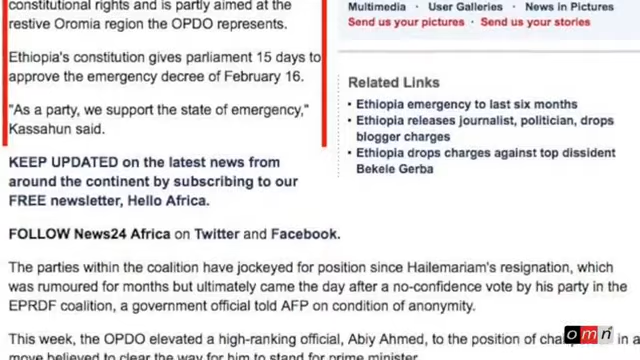 constitutional rights and is partly aimed at the
restive Oromia region the OPDO represents.
Ethiopia's constitution gives parliament 15 days to
approve the emergency decree of February 16.
"As a party, we support the state of emergency,"
Kassahun said.
KEEP UPDATED on the latest news from
around the continent by subscribing to our
FREE newsletter, Hello Africa.
FOLLOW News24 Africa on Twitter and Facebook.
The parties within the coalition have jockeyed for position since Hailemariam's resignation, which
was rumoured for months but ultimately came the day after a no-confidence vote by his party in the
EPRDF coalition, a government official told AFP on condition of anonymity.
This week, the OPDO elevated a high-ranking official, Abiy Ahmed, to the position of in a
move believed to clear the way for him to stand for prime minister.
Multimedia · User Galleries · News in Pictures
Send us your pictures · Send us your stories
Related Links
• Ethiopia emergency to last six months
• Ethiopia releases journalist, politician, drops
blogger charges
• Ethiopia drops charges against top dissident
Bekele Gerba
omn